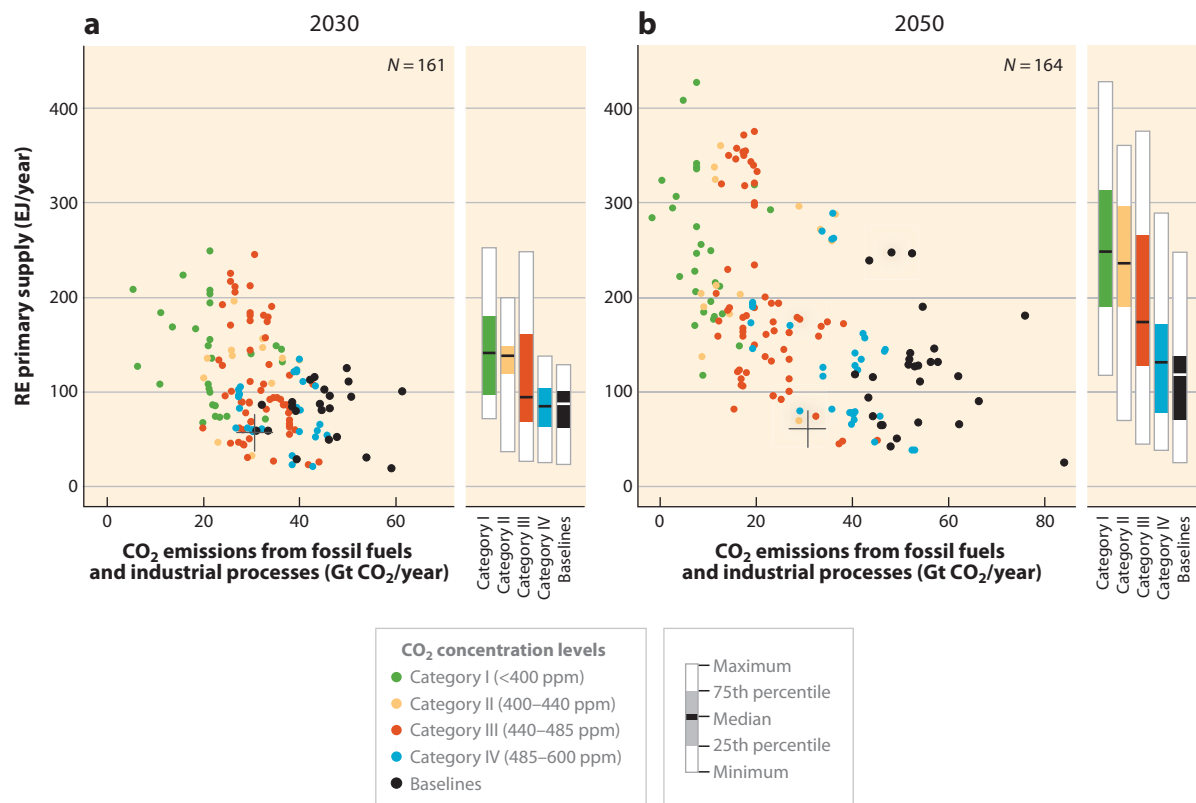 a
2030
b
2050
N = 161
N = 164
RE primary supply (EJ/year)
400
300
200
100
0
400
300
200
100
0
0
20
40
60
0
20
40
60
80
CO₂ emissions from fossil fuels
and industrial processes (Gt CO₂/year)
Category I
Category II
Category III
Category IV
Baselines
CO₂ emissions from fossil fuels
and industrial processes (Gt CO₂/year)
Category I
Category II
Category III
Category IV
Baselines
CO₂ concentration levels
Category I (<400 ppm)
Category II (400–440 ppm)
Category III (440–485 ppm)
Category IV (485–600 ppm)
Baselines
Maximum
75th percentile
Median
25th percentile
Minimum